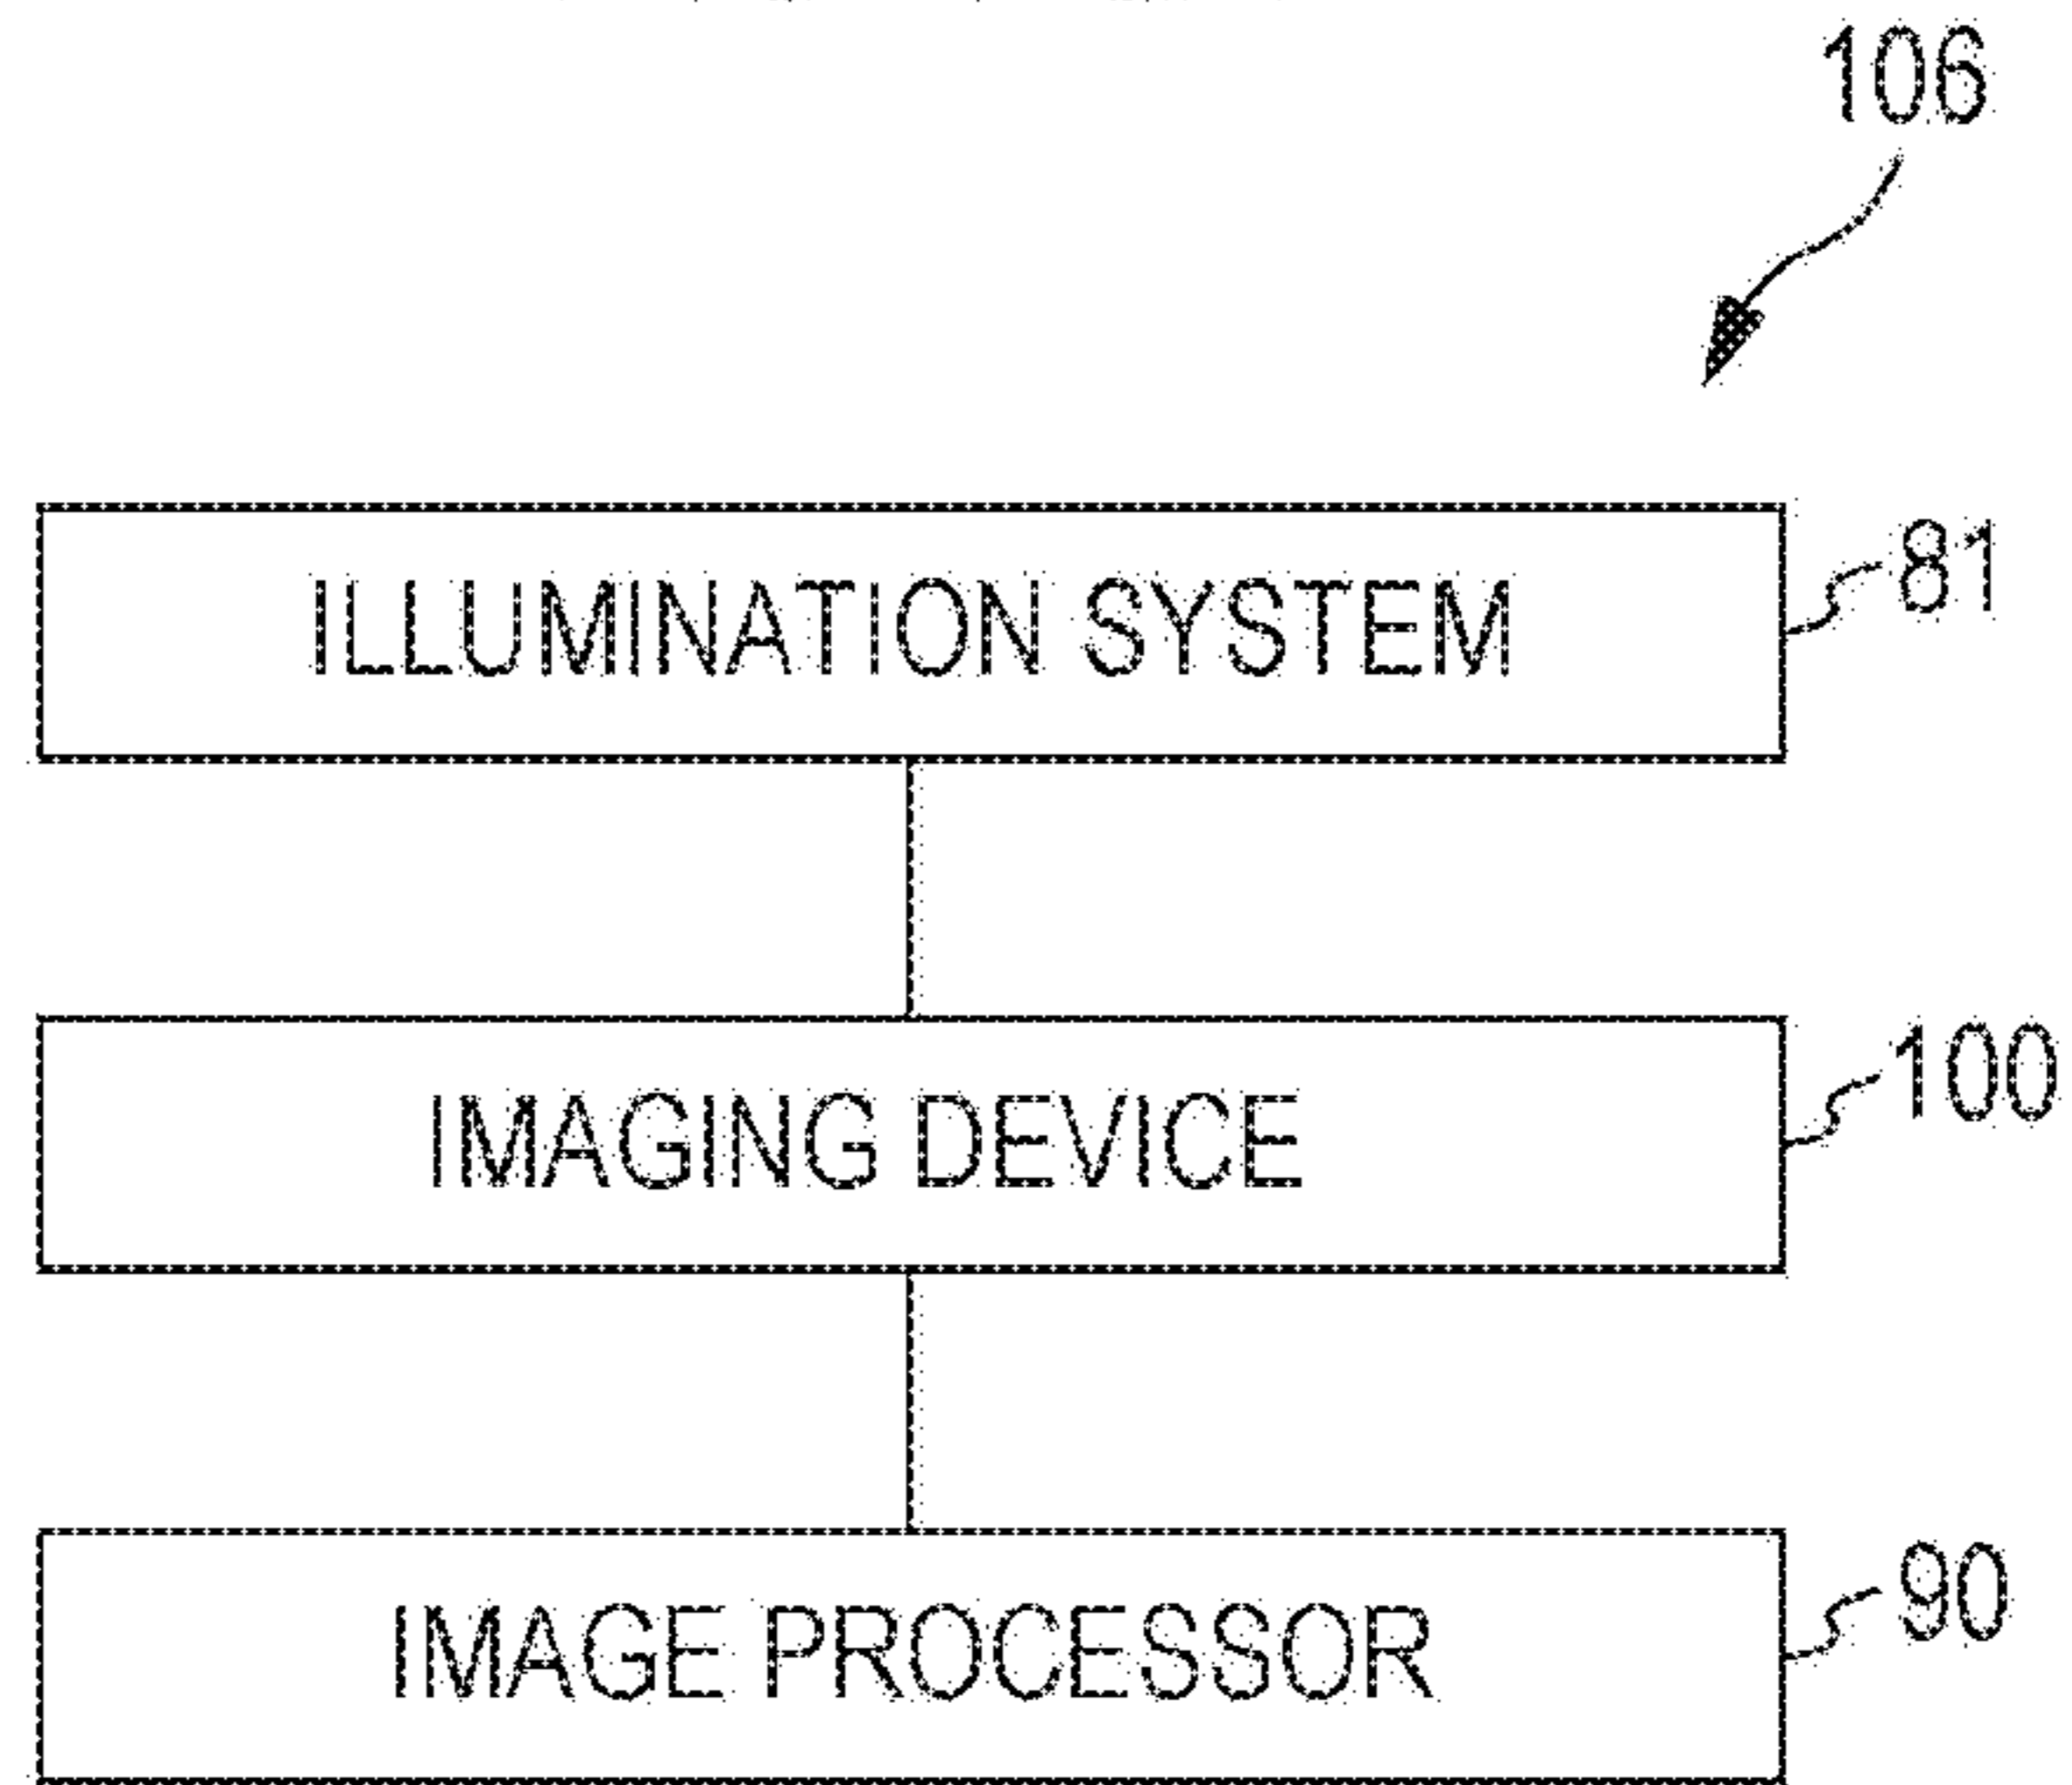 106
ILLUMINATION SYSTEM
81
IMAGING DEVICE
100
IMAGE PROCESSOR
90